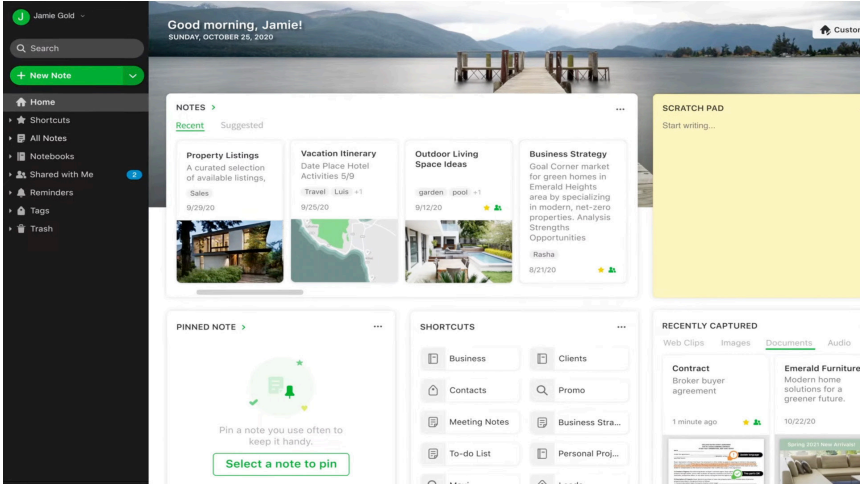 J Jamie Gold
Search
+ New Note
Home
Shortcuts
All Notes
Notebooks
Shared with Me 2
Reminders
Tags
Trash
Good morning, Jamie!
SUNDAY, OCTOBER 25, 2020
Custom
NOTES >
Recent Suggested
Property Listings
A curated selection
of available listings,
Sales
9/29/20
Vacation Itinerary
Date Place Hotel
Activities 5/9
Travel Luis +1
9/25/20
Outdoor Living
Space Ideas
garden pool +1
9/12/20
Business Strategy
Goal Corner market
for green homes in
Emerald Heights
area by specializing
in modern, net-zero
properties. Analysis
Strengths
Opportunities
Rasha
8/21/20
SCRATCH PAD
Start writing...
PINNED NOTE >
Pin a note you use often to
keep it handy.
Select a note to pin
SHORTCUTS
Business
Clients
Contacts
Promo
Meeting Notes
Business Stra...
To-do List
Personal Proj...
RECENTLY CAPTURED
Web Clips Images Documents Audio
Contract
Broker buyer
agreement
1 minute ago
Emerald Furniture
Modern home
solutions for a
greener future.
10/22/20
Spring 2021 New Arrivals